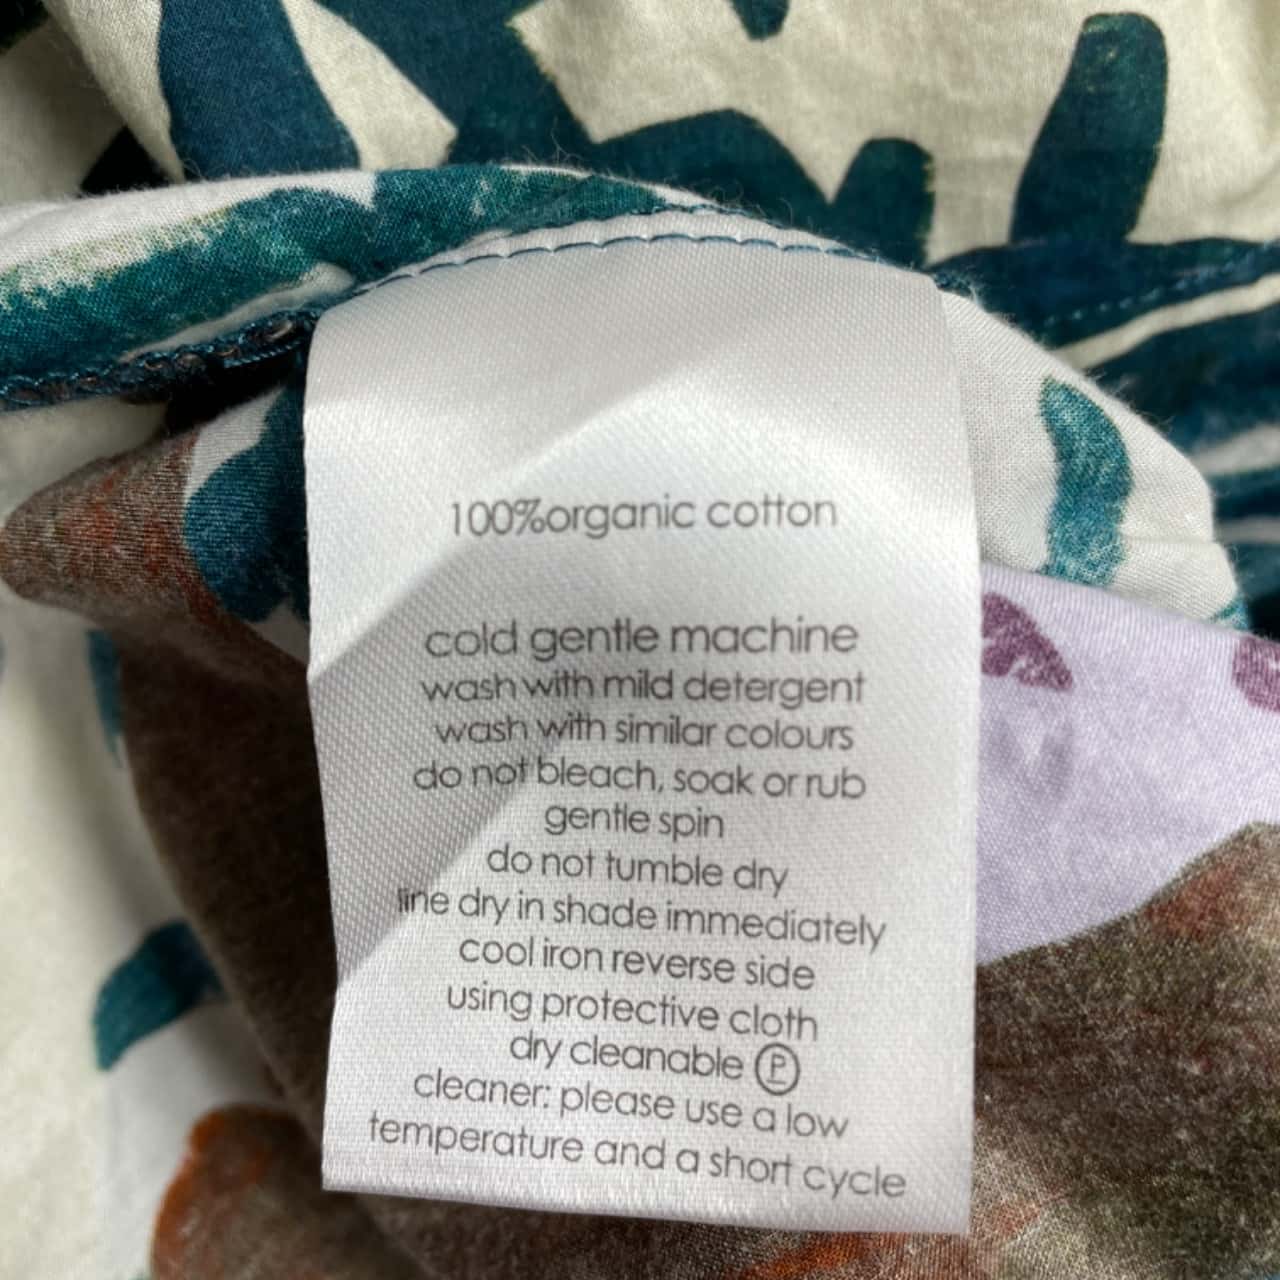 100%organic cotton
cold gentle machine
wash with mild detergent
wash with similar colours
do not bleach, soak or rub
gentle spin
do not tumble dry
line dry in shade immediately
cool iron reverse side
using protective cloth
dry cleanable Ⓟ
cleaner: please use a low
temperature and a short cycle